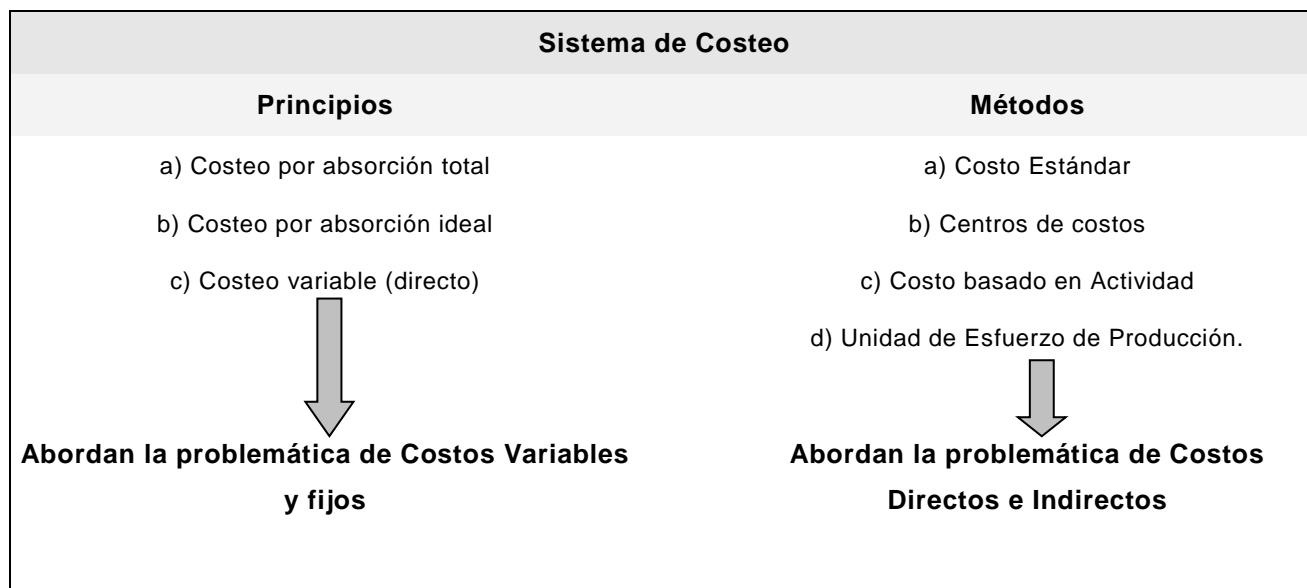 Sistema de Costeo
Principios
a) Costeo por absorción total
b) Costeo por absorción ideal
c) Costeo variable (directo)
Abordan la problemática de Costos Variables
y fijos
Métodos
a) Costo Estándar
b) Centros de costos
c) Costo basado en Actividad
d) Unidad de Esfuerzo de Producción.
Abordan la problemática de Costos
Directos e Indirectos